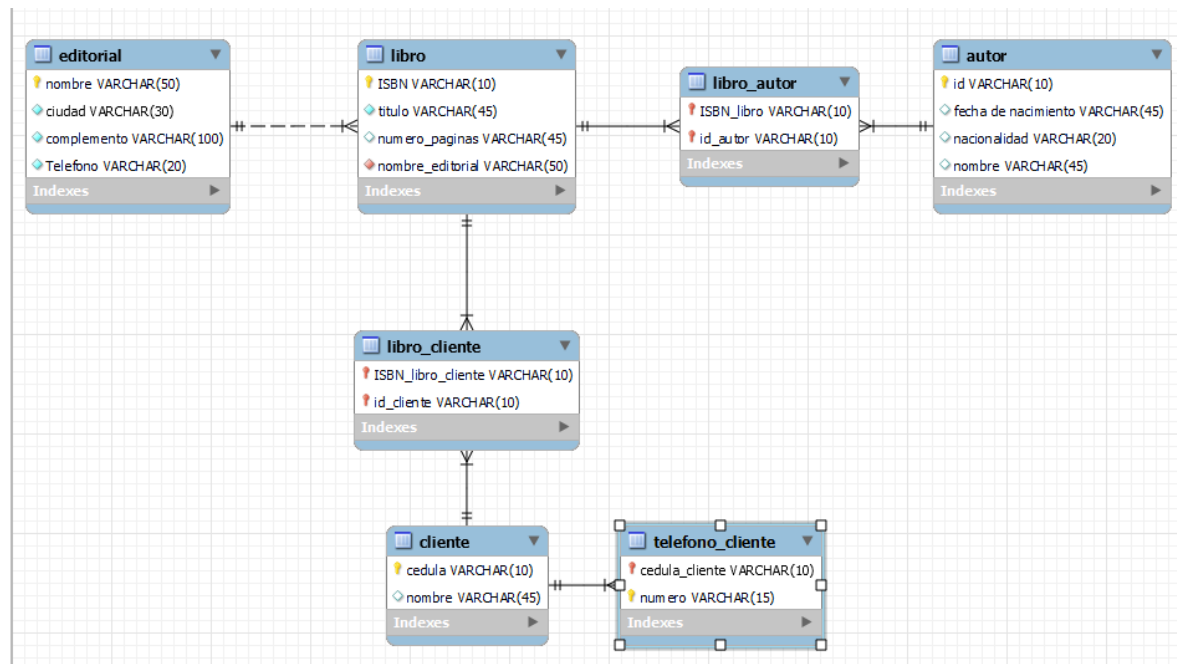 editorial
nombre VARCHAR(50)
ciudad VARCHAR(30)
complemento VARCHAR(100)
Telefono VARCHAR(20)
Indexes
libro
ISBN VARCHAR(10)
titulo VARCHAR(45)
numero_paginas VARCHAR(45)
nombre_editorial VARCHAR(50)
Indexes
libro_autor
ISBN_libro VARCHAR(10)
id_autor VARCHAR(10)
Indexes
autor
id VARCHAR(10)
fecha de nacimiento VARCHAR(45)
nacionalidad VARCHAR(20)
nombre VARCHAR(45)
Indexes
libro_cliente
ISBN_libro_cliente VARCHAR(10)
id_cliente VARCHAR(10)
Indexes
cliente
cedula VARCHAR(10)
nombre VARCHAR(45)
Indexes
telefono_cliente
cedula_cliente VARCHAR(10)
numero VARCHAR(15)
Indexes